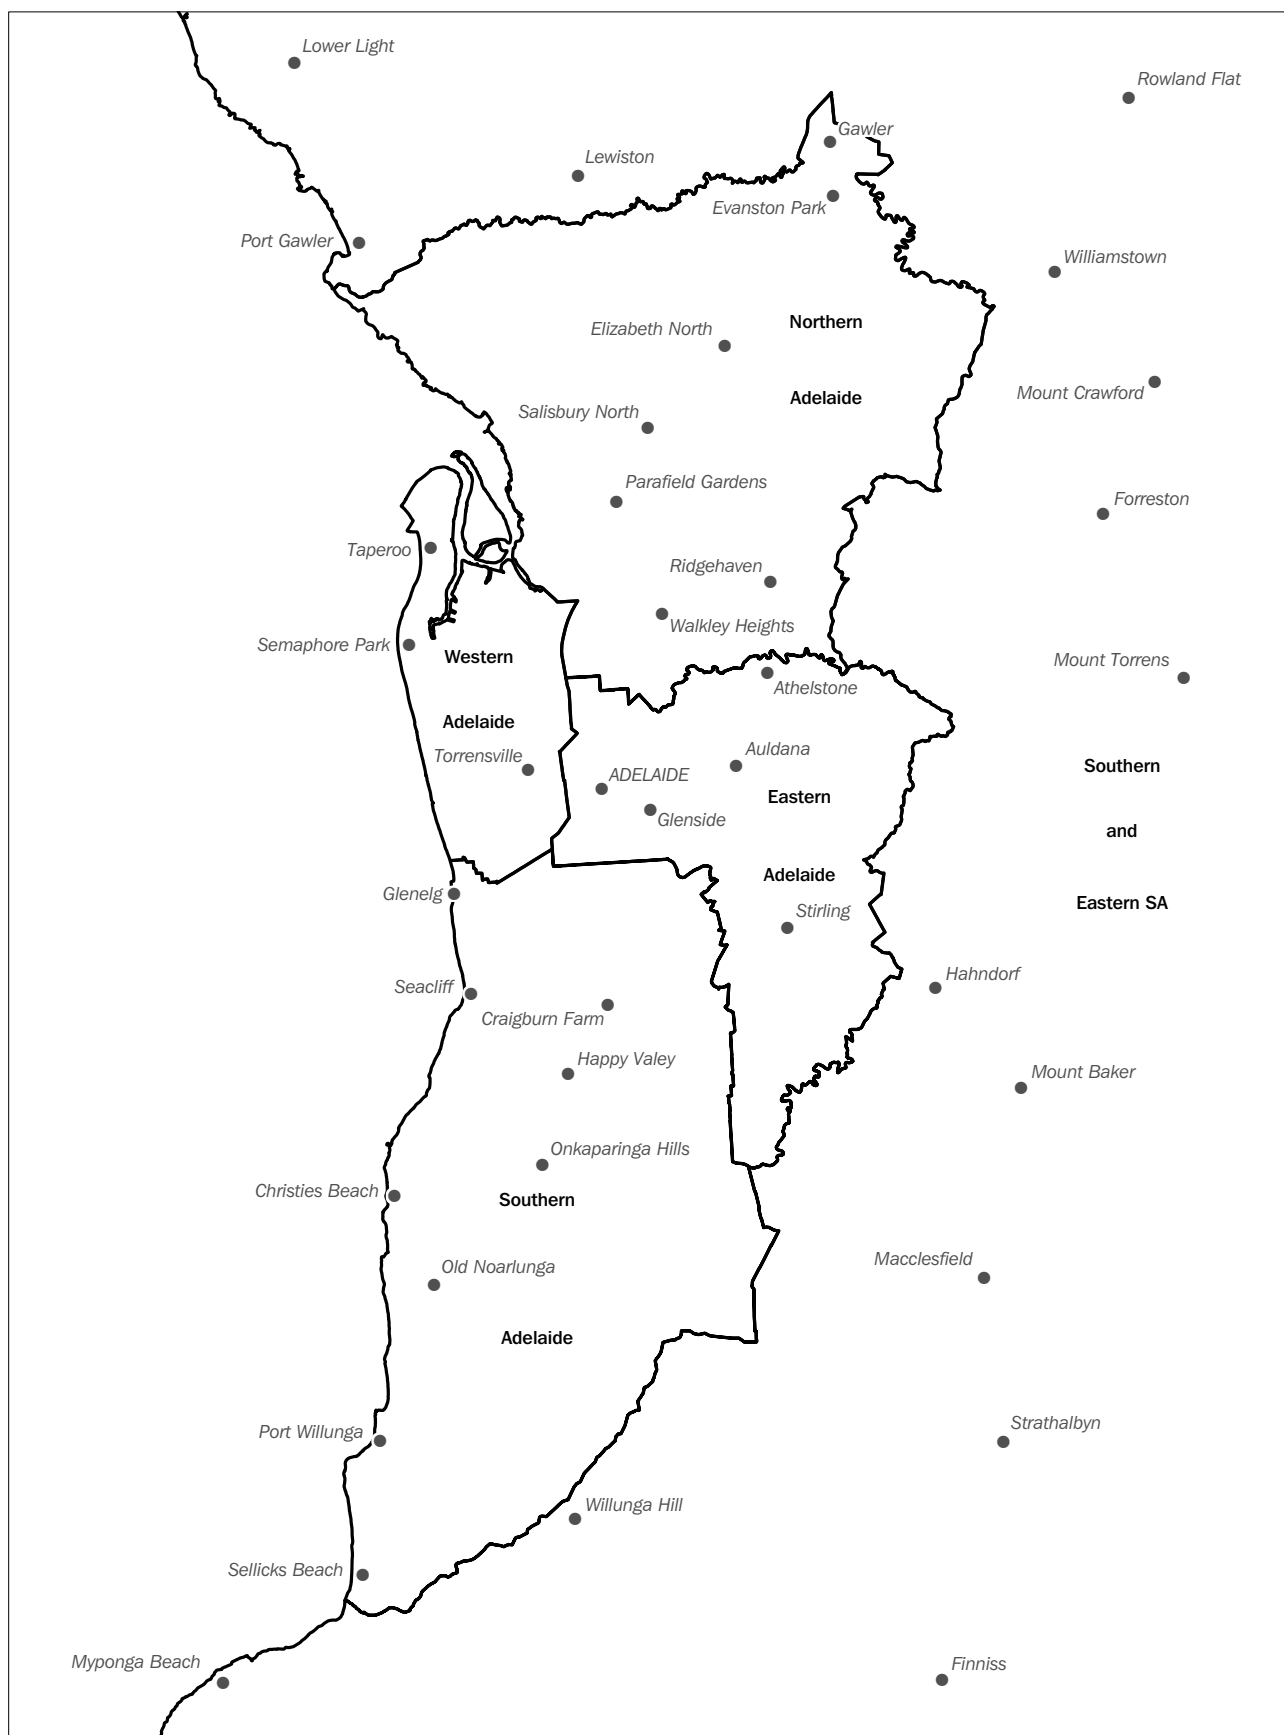 Lower Light
Rowland Flat
Gawler
Lewiston
Evanston Park
Port Gawler
Williamstown
Northern
Elizabeth North
Mount Crawford
Adelaide
Salisbury North
Parafield Gardens
Forreston
Taperoo
Ridgehaven
Walkley Heights
Semaphore Park
Western
Mount Torrens
Athelstone
Adelaide
Auldana
Torrensville
Southern
ADELAIDE
Eastern
Glenside
and
Adelaide
Glenelg
Eastern SA
Stirling
Hahndorf
Seacliff
Craigburn Farm
Happy Valey
Mount Baker
Onkaparinga Hills
Christies Beach
Southern
Macclesfield
Old Noarlunga
Adelaide
Strathalbyn
Port Willunga
Willunga Hill
Sellicks Beach
Myponga Beach
Finniss